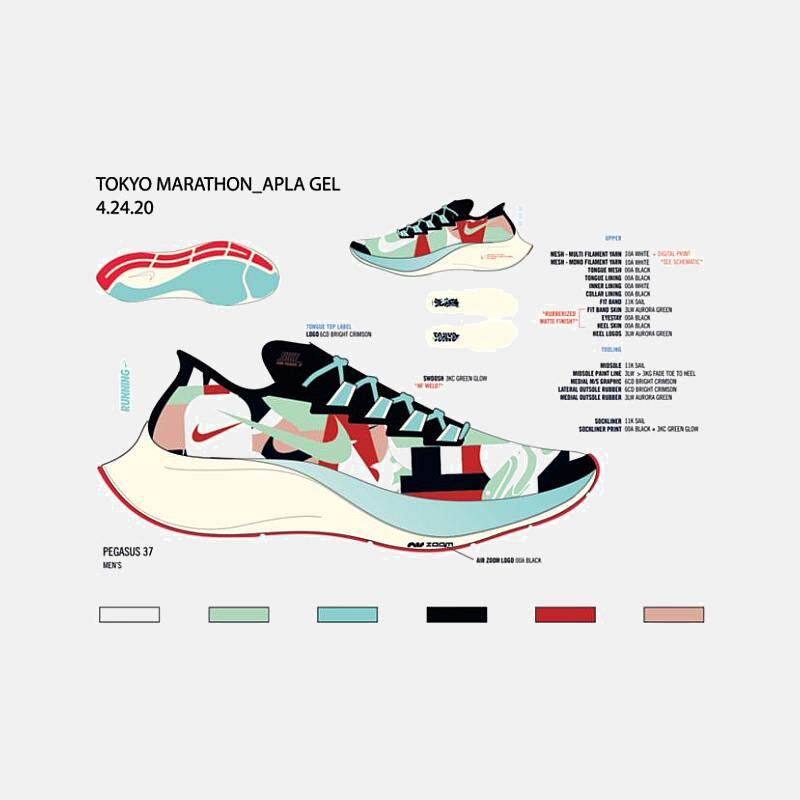 TOKYO MARATHON_APLA GEL
4.24.20
UPPER
MESH - MULTI FILAMENT YARN 10A WHITE + DIGITAL PRINT
MESH - MONO FILAMENT YARN 10A WHITE "SEE SCHEMATIC"
TONGUE MESH 00A BLACK
TONGUE LINING 00A BLACK
INNER LINING 00A BLACK
COLLAR LINING 00A BLACK
FIT BAND 11K SAIL
FIT BAND SKIN 3LW AURORA GREEN
EYESTAY 00A BLACK
HEEL SKIN 00A BLACK
HEEL LOGOS 3LW AURORA GREEN
"RUBBERIZED
MATTE FINISH?"
TOOLING
MIDSOLE 11K SAIL
MIDSOLE PAINT LINE 3LW > 3KG FADE TOE TO HEEL
MEDIAL M/S GRAPHIC 6CD BRIGHT CRIMSON
LATERAL OUTSOLE RUBBER 6CD BRIGHT CRIMSON
MEDIAL OUTSOLE RUBBER 3LW AURORA GREEN
SOCKLINER 11K SAIL
SOCKLINER PRINT 00A BLACK + 3KC GREEN GLOW
TONGUE TOP LABEL
LOGO 6CD BRIGHT CRIMSON
SWOOSH 3KC GREEN GLOW
"HF WELD?"
RUNNING
ZOOM
AIR ZOOM LOGO 00A BLACK
PEGASUS 37
MEN'S